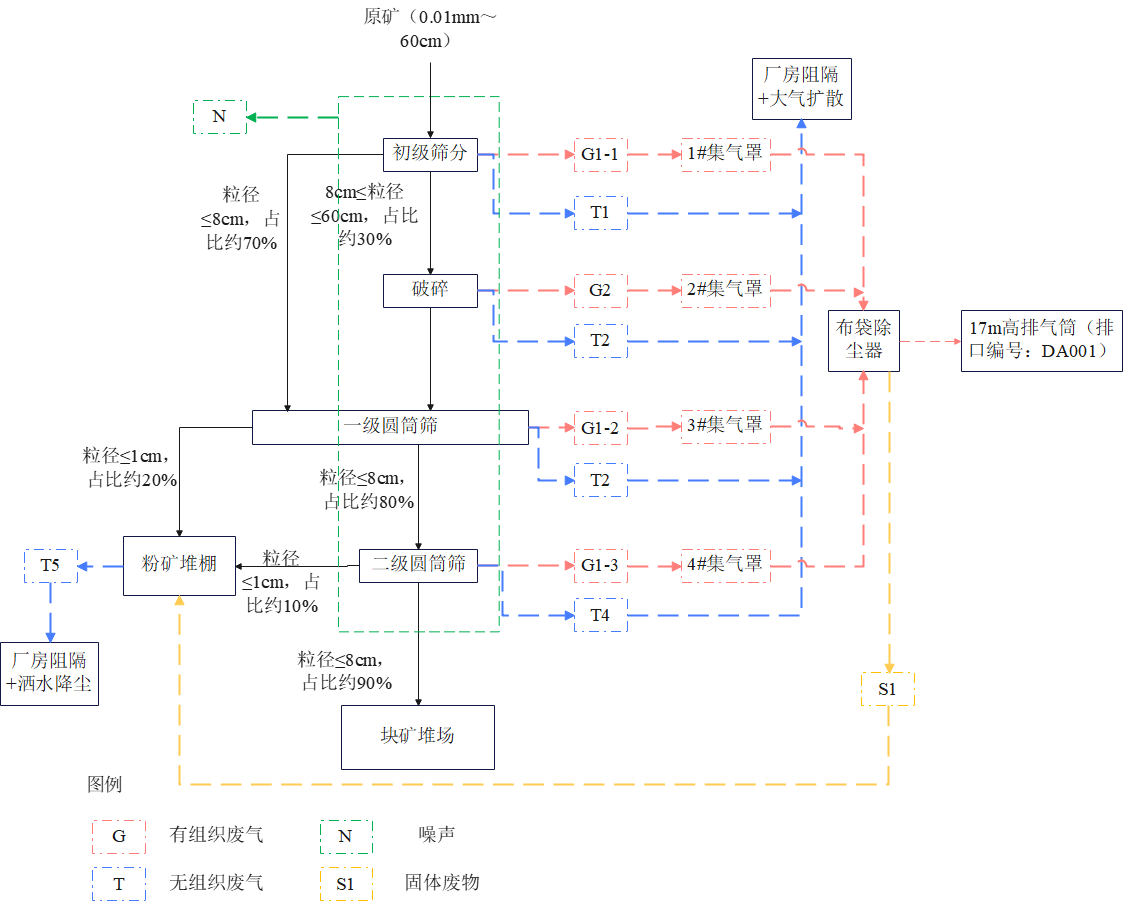 原矿（0.01mm～
60cm）
厂房阻隔
+大气扩散
N
初级筛分
G1-1
1#集气罩
粒径
≤8cm，占
比约70%
8cm≤粒径
≤60cm，占比
约30%
T1
破碎
G2
2#集气罩
T2
布袋除
尘器
17m高排气筒（排
口编号：DA001）
一级圆筒筛
G1-2
3#集气罩
粒径≤1cm，
占比约20%
粒径≤8cm，
占比约80%
T2
T5
粉矿堆棚
粒径
≤1cm，占
比约10%
二级圆筒筛
G1-3
4#集气罩
T4
厂房阻隔
+洒水降尘
粒径≤8cm，
占比约90%
S1
块矿堆场
图例
G
有组织废气
N
噪声
T
无组织废气
S1
固体废物